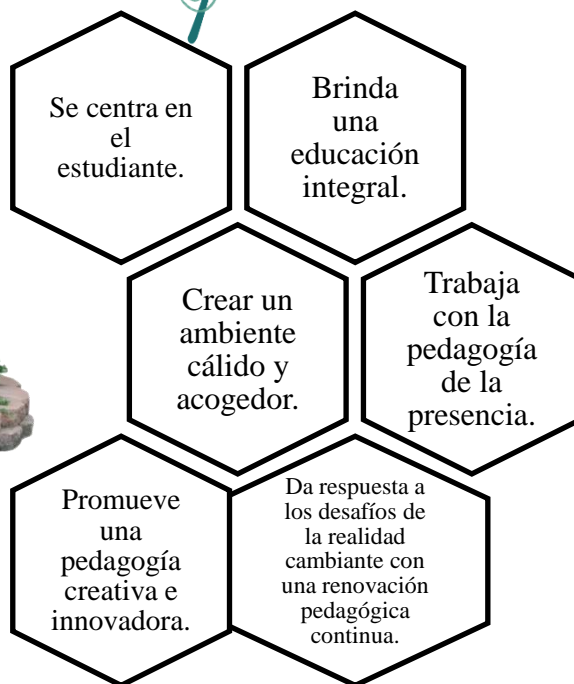 Se centra en
el
estudiante.
Brinda
una
educación
integral.
Crear un
ambiente
cálido y
acogedor.
Trabaja
con la
pedagogía
de la
presencia.
Promueve
una
pedagogía
creativa e
innovadora.
Da respuesta a
los desafíos de
la realidad
cambiante con
una renovación
pedagógica
continua.